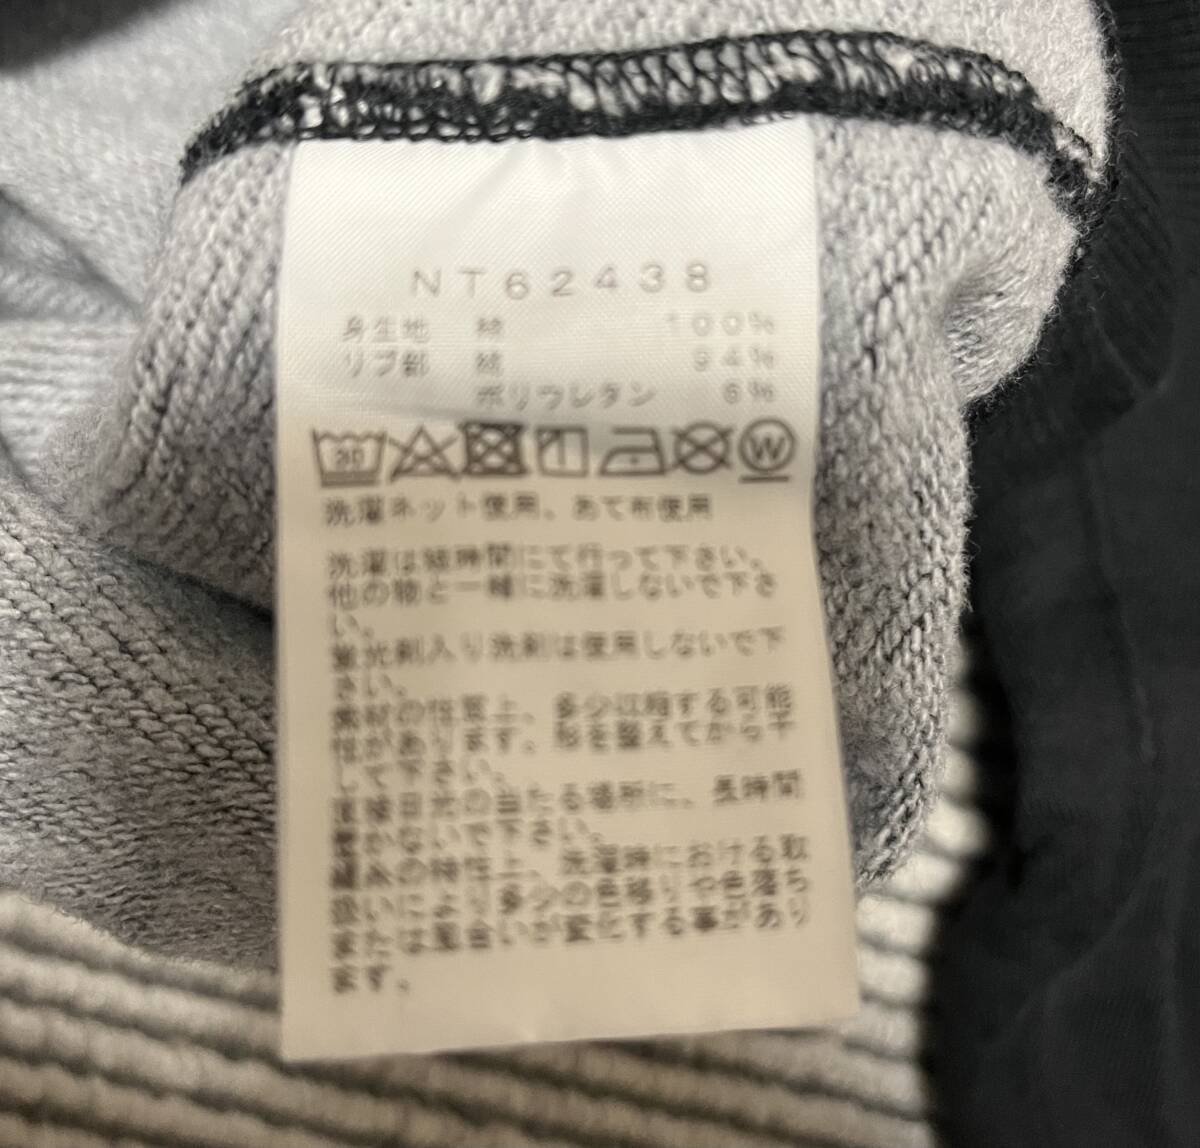 NT62438
身生地 綿 100%
リブ部 綿 94%
ポリウレタン 6%
30
W
洗濯ネット使用、あて布使用
洗濯は短時間にて行って下さい。
他の物と一緒に洗濯しないで下さ
い。
蛍光剤入り洗剤は使用しないで下
さい。
素材の性質上、多少収縮する可能
性があります。形を整えてから干
して下さい。
直接日光の当たる場所に、長時間
置かないで下さい。
編糸の特性上、洗濯時における取
扱いにより多少の色移りや色落ち
または風合いが変化する事があり
ます。